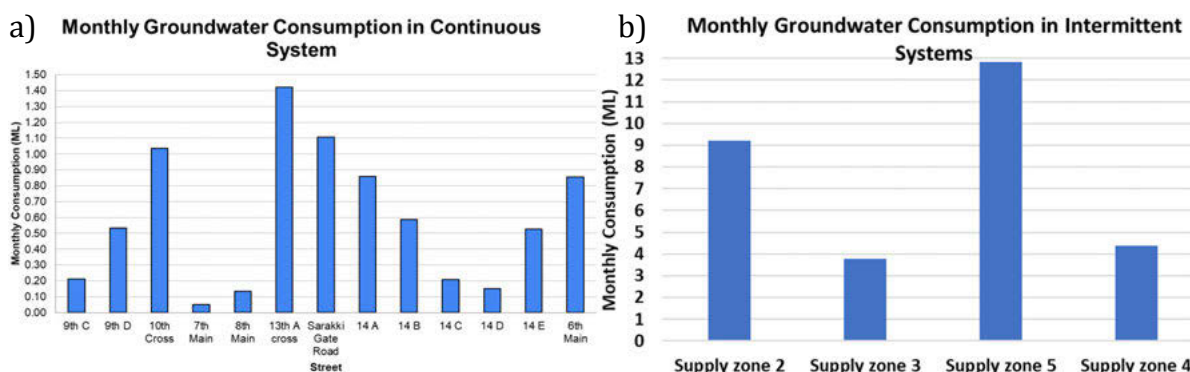 a)
Monthly Groundwater Consumption in Continuous
System
Monthly Consumption (ML)
1.50
1.40
1.30
1.20
1.10
1.00
0.90
0.80
0.70
0.60
0.50
0.40
0.30
0.20
0.10
0.00
9th C
9th D
10th
Cross
7th
Main
8th
Main
13th A
cross
Sarakki
Gate
Road
14 A
14 B
14 C
14 D
14 E
6th
Main
Street
b)
Monthly Groundwater Consumption in Intermittent
Systems
Monthly Consumption (ML)
13
12
11
10
9
8
7
6
5
4
3
2
1
0
Supply zone 2
Supply zone 3
Supply zone 5
Supply zone 4